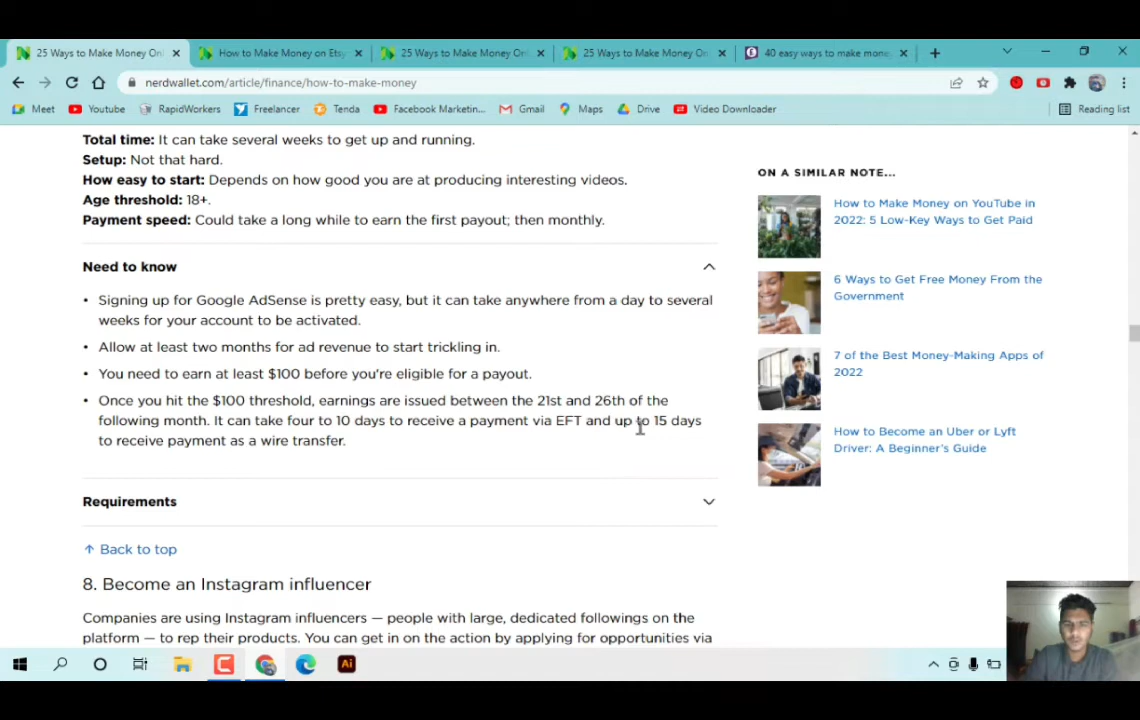 25 Ways to Make Money Onl
How to Make Money on Etsy
25 Ways to Make Money On
25 Ways to Make Money On
40 easy ways to make money
nerdwallet.com/article/finance/how-to-make-money
Meet
Youtube
RapidWorkers
Freelancer
Tenda
Facebook Marketin...
Gmail
Maps
Drive
Video Downloader
Reading list
Total time: It can take several weeks to get up and running.
Setup: Not that hard.
How easy to start: Depends on how good you are at producing interesting videos.
Age threshold: 18+.
Payment speed: Could take a long while to earn the first payout; then monthly.
Need to know
• Signing up for Google AdSense is pretty easy, but it can take anywhere from a day to several
weeks for your account to be activated.
• Allow at least two months for ad revenue to start trickling in.
• You need to earn at least $100 before you're eligible for a payout.
• Once you hit the $100 threshold, earnings are issued between the 21st and 26th of the
following month. It can take four to 10 days to receive a payment via EFT and up to 15 days
to receive payment as a wire transfer.
Requirements
↑ Back to top
8. Become an Instagram influencer
Companies are using Instagram influencers — people with large, dedicated followings on the
platform — to rep their products. You can get in on the action by applying for opportunities via
ON A SIMILAR NOTE...
How to Make Money on YouTube in
2022: 5 Low-Key Ways to Get Paid
6 Ways to Get Free Money From the
Government
7 of the Best Money-Making Apps of
2022
How to Become an Uber or Lyft
Driver: A Beginner's Guide
Ai